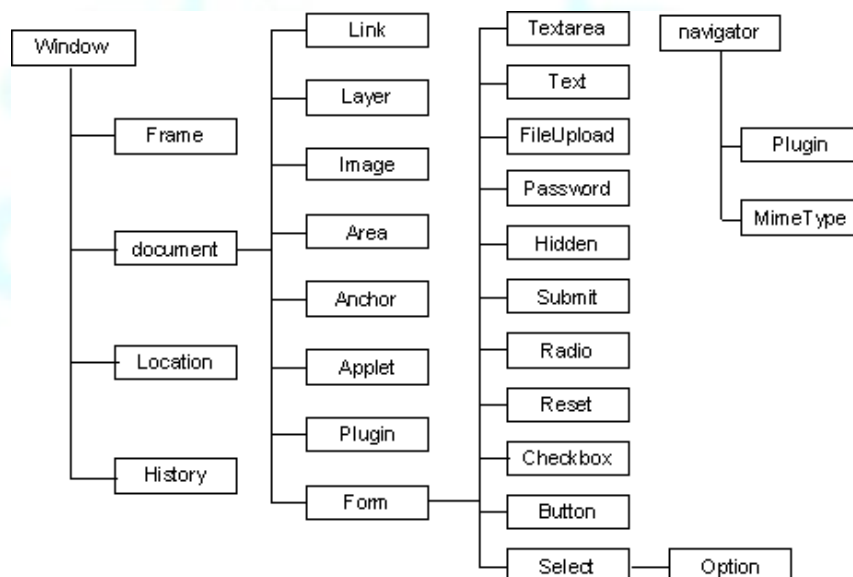 Window
Frame
document
Location
History
Link
Layer
Image
Area
Anchor
Applet
Plugin
Form
Textarea
Text
FileUpload
Password
Hidden
Submit
Radio
Reset
Checkbox
Button
Select
Option
navigator
Plugin
MimeType